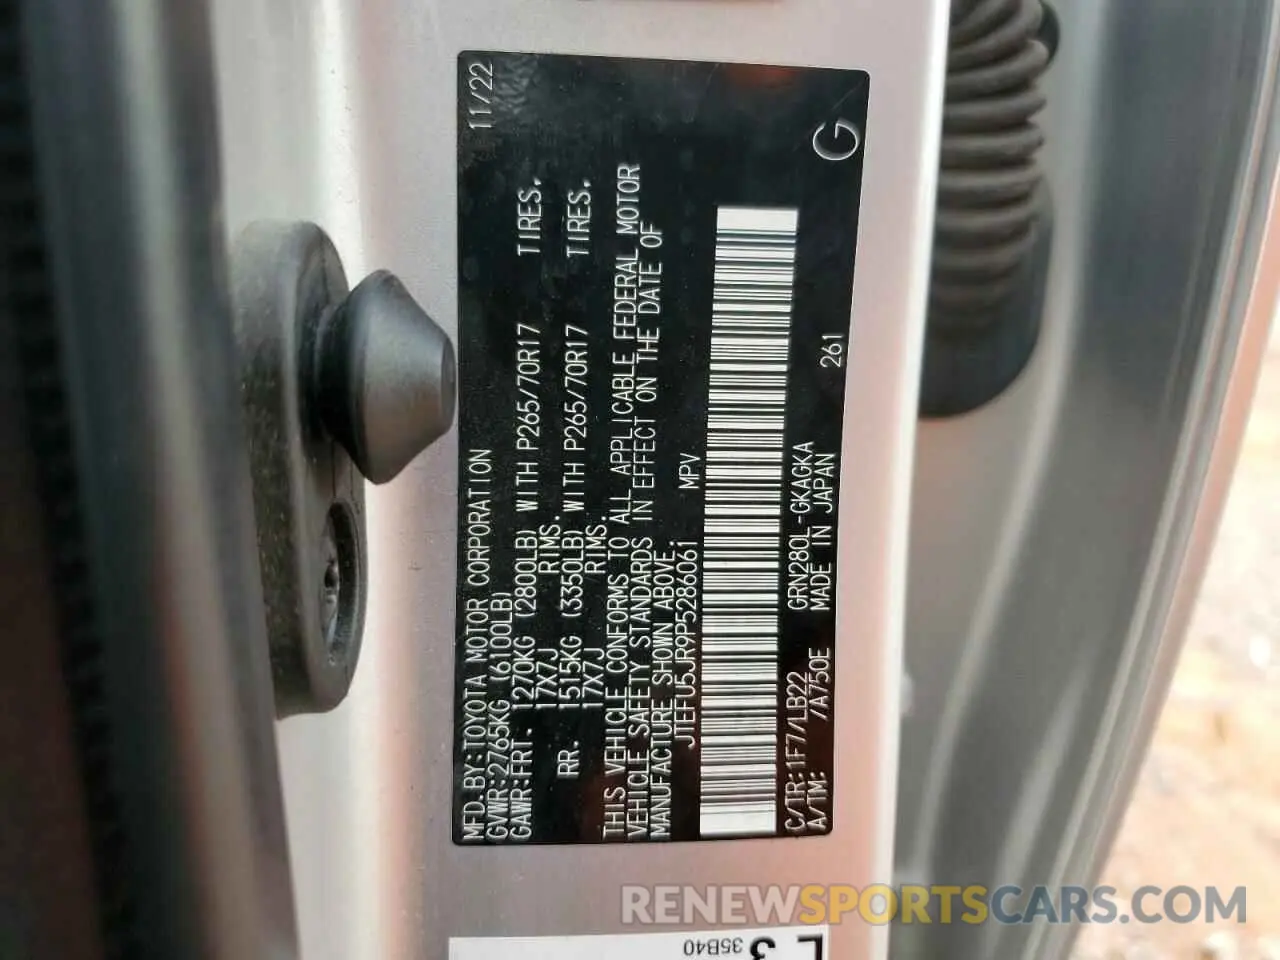 MFD.BY:TOYOTA MOTOR CORPORATION 11/22
GVWR:2765KG (6100LB)
GAWR:FRT. 1270KG (2800LB) WITH P265/70R17 TIRES.
17X7J RIMS.
RR. 1515KG (3350LB) WITH P265/70R17 TIRES.
17X7J RIMS.
THIS VEHICLE CONFORMS TO ALL APPLICABLE FEDERAL MOTOR
VEHICLE SAFETY STANDARDS IN EFFECT ON THE DATE OF
MANUFACTURE SHOWN ABOVE.
JTEFU5JR9P5286061 MPV
G
C/TR:1F7/LB22 GRN280L-GKAGKA 261
A/TM: /A750E MADE IN JAPAN
RENEWSPORTSCARS.COM
35B40